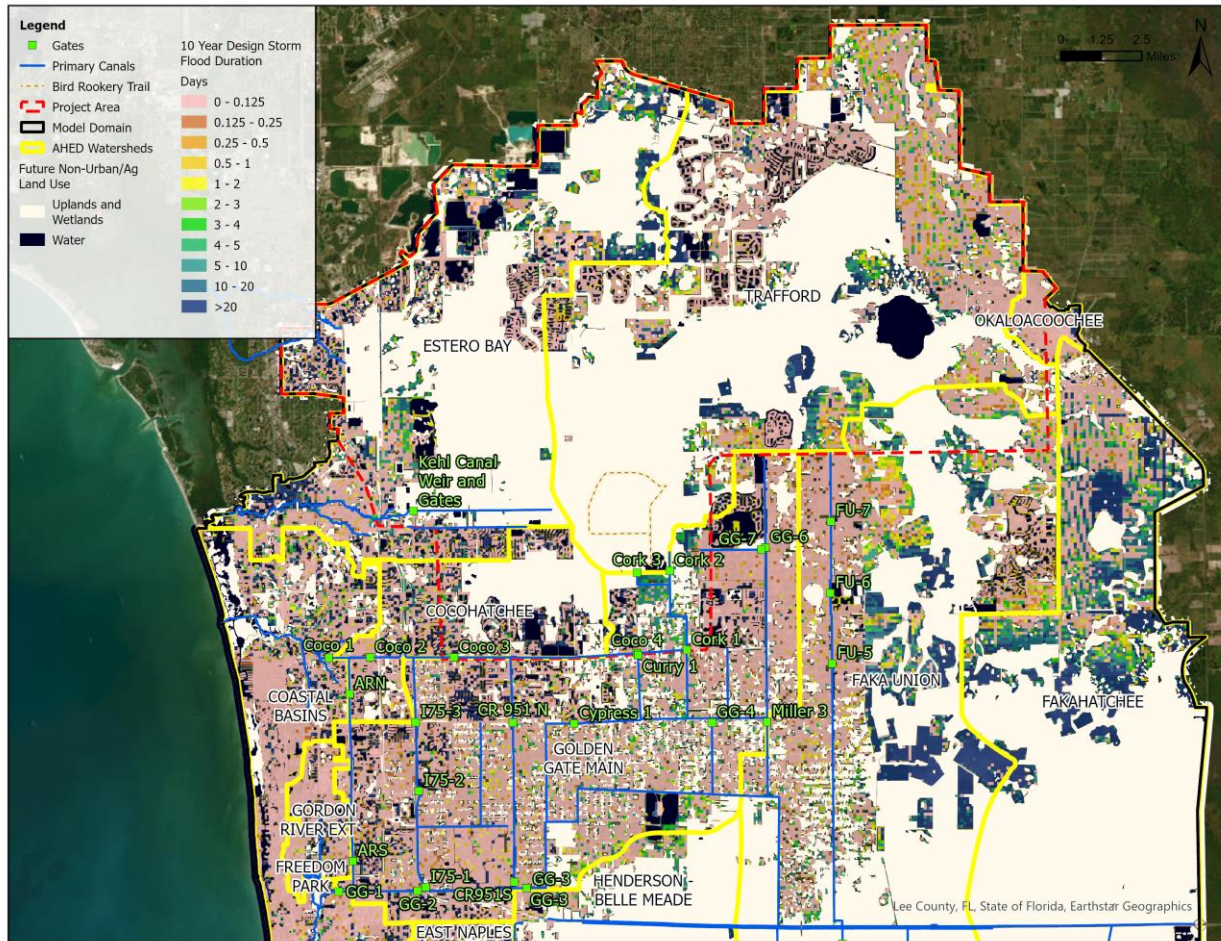 Legend
Gates
Primary Canals
Bird Rookery Trail
Project Area
Model Domain
AHED Watersheds
Future Non-Urban/Ag
Land Use
Uplands and
Wetlands
Water
10 Year Design Storm
Flood Duration
Days
0 - 0.125
0.125 - 0.25
0.25 - 0.5
0.5 - 1
1 - 2
2 - 3
3 - 4
4 - 5
5 - 10
10 - 20
>20
N
0 1.25 2.5
Miles
TRAFFORD
OKALOACOOCHEE
ESTERO BAY
Kehl Canal
Weir and
Gates
FU-7
GG-7
GG-6
Cork 3
Cork 2
FU-6
COCOHATCHEE
Coco 1
Coco 2
Coco 3
Coco 4
Cork 1
Curry 1
FU-5
FAKA UNION
ARN
COASTAL
BASINS
FAKAHATCHEE
I75-3
CR 951 N
Cypress 1
GG-4
Miller 3
GOLDEN
GATE MAIN
I75-2
GORDON
RIVER EXT
ARS
FREEDOM
PARK
GG-1
I75-1
GG-2
CR951S
GG-3
GG-3
HENDERSON -
BELLE MEADE
EAST NAPLES
Lee County, FL, State of Florida, Earthstar Geographics